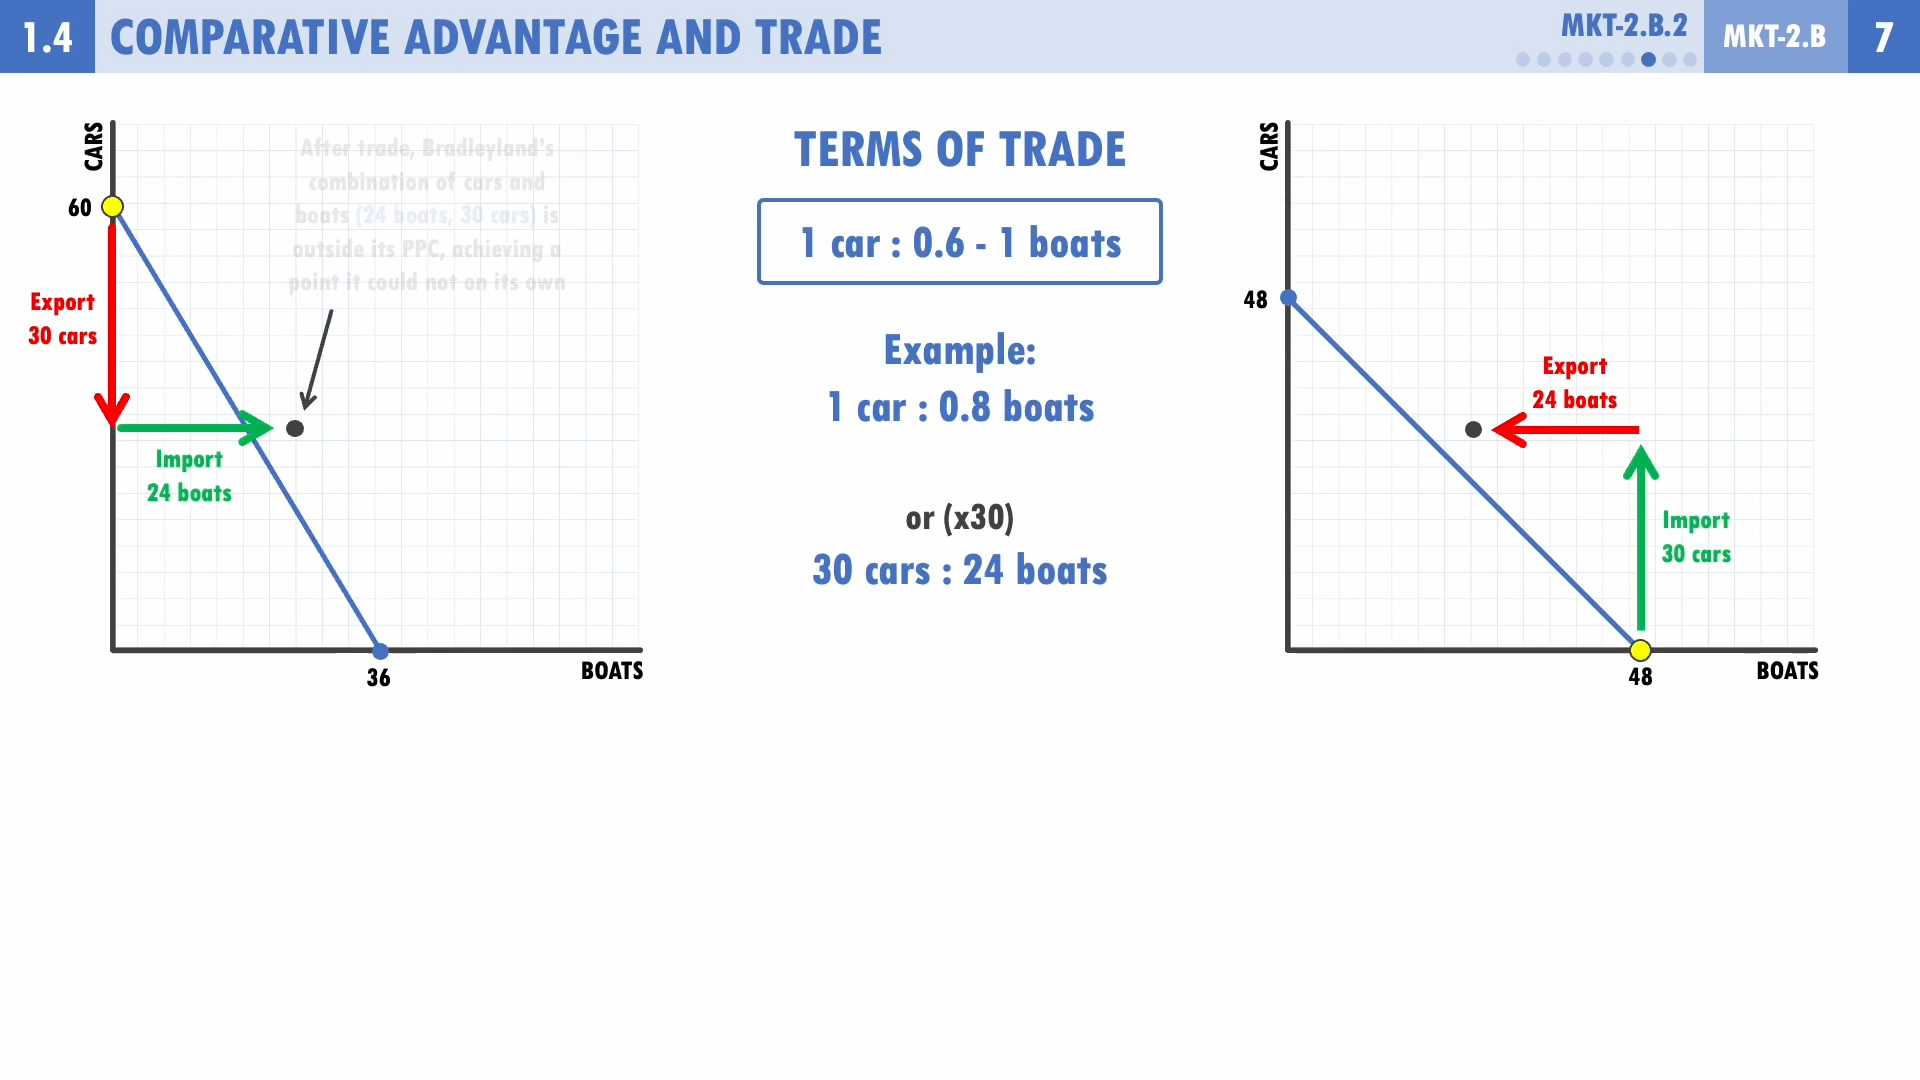 1.4
COMPARATIVE ADVANTAGE AND TRADE
MKT-2.B.2
MKT-2.B
7
CARS
60
Export
30 cars
Import
24 boats
After trade, Bradleyland's
combination of cars and
boats (24 boats, 30 cars) is
outside its PPC, achieving a
point it could not on its own
36
BOATS
TERMS OF TRADE
1 car : 0.6 - 1 boats
Example:
1 car : 0.8 boats
or (x30)
30 cars : 24 boats
CARS
48
Export
24 boats
Import
30 cars
48
BOATS